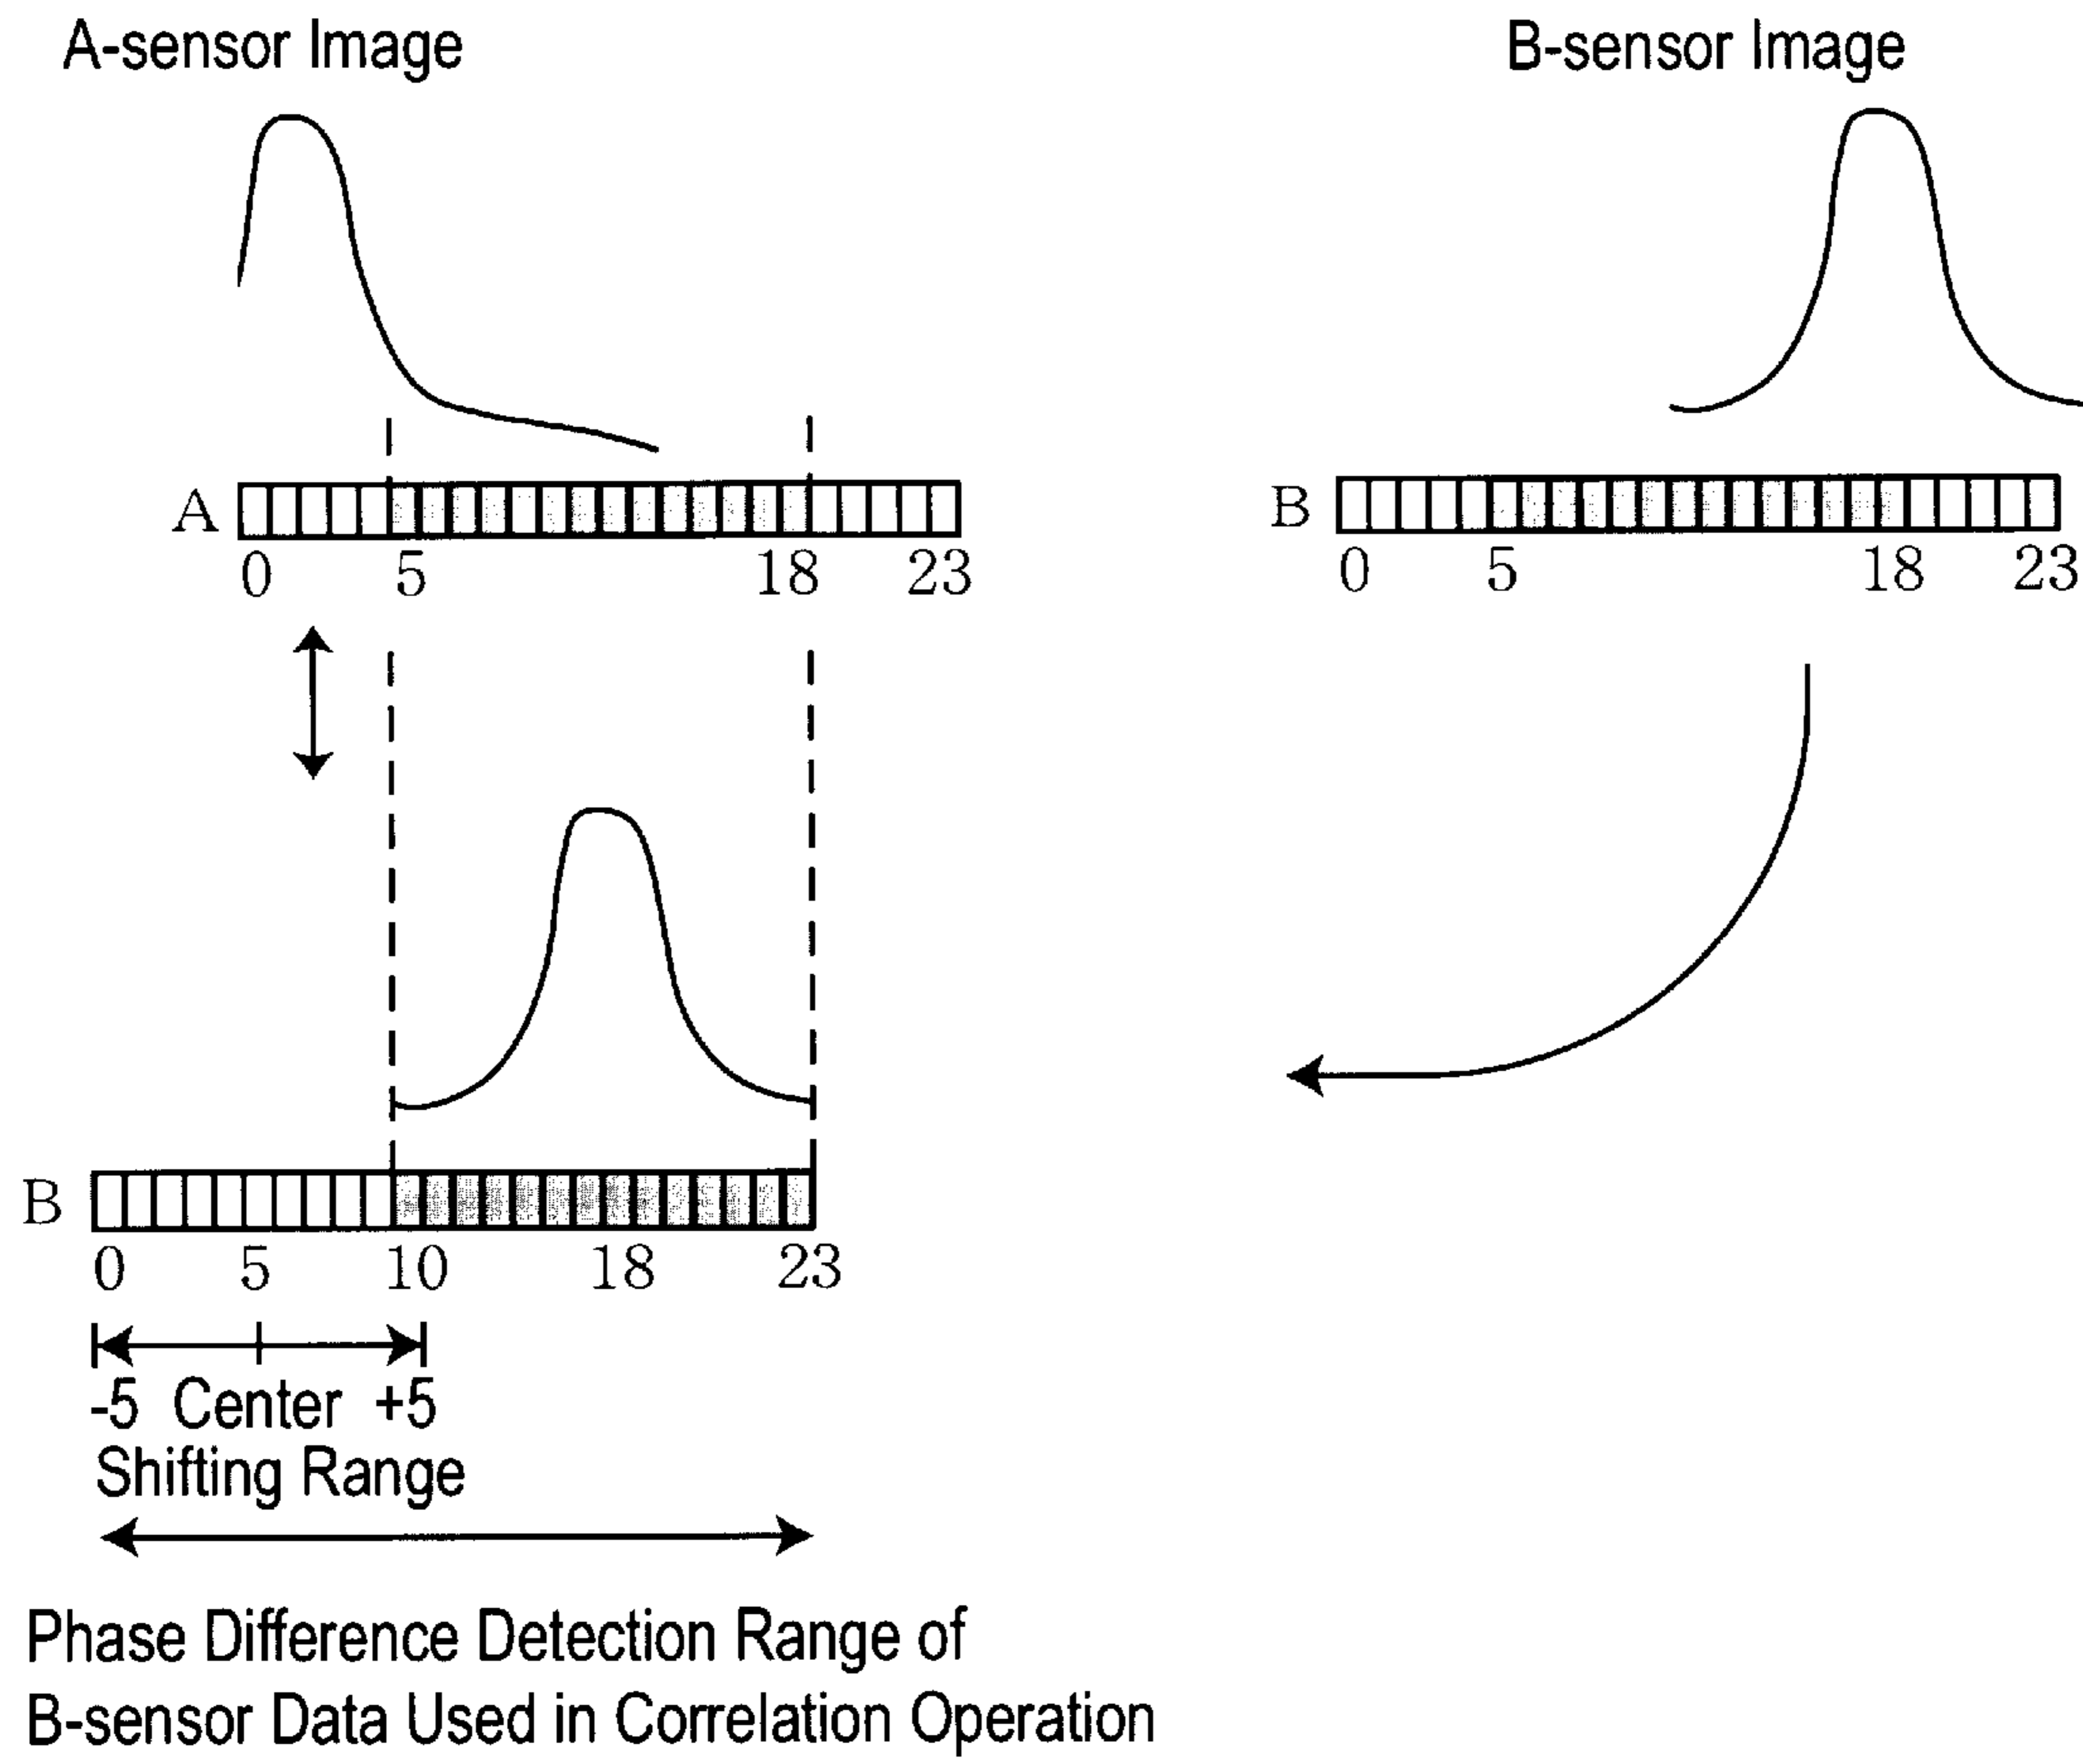 A-sensor Image
B-sensor Image
A
0 5 18 23
B
0 5 18 23
B
0 5 10 18 23
-5 Center +5
Shifting Range
Phase Difference Detection Range of
B-sensor Data Used in Correlation Operation